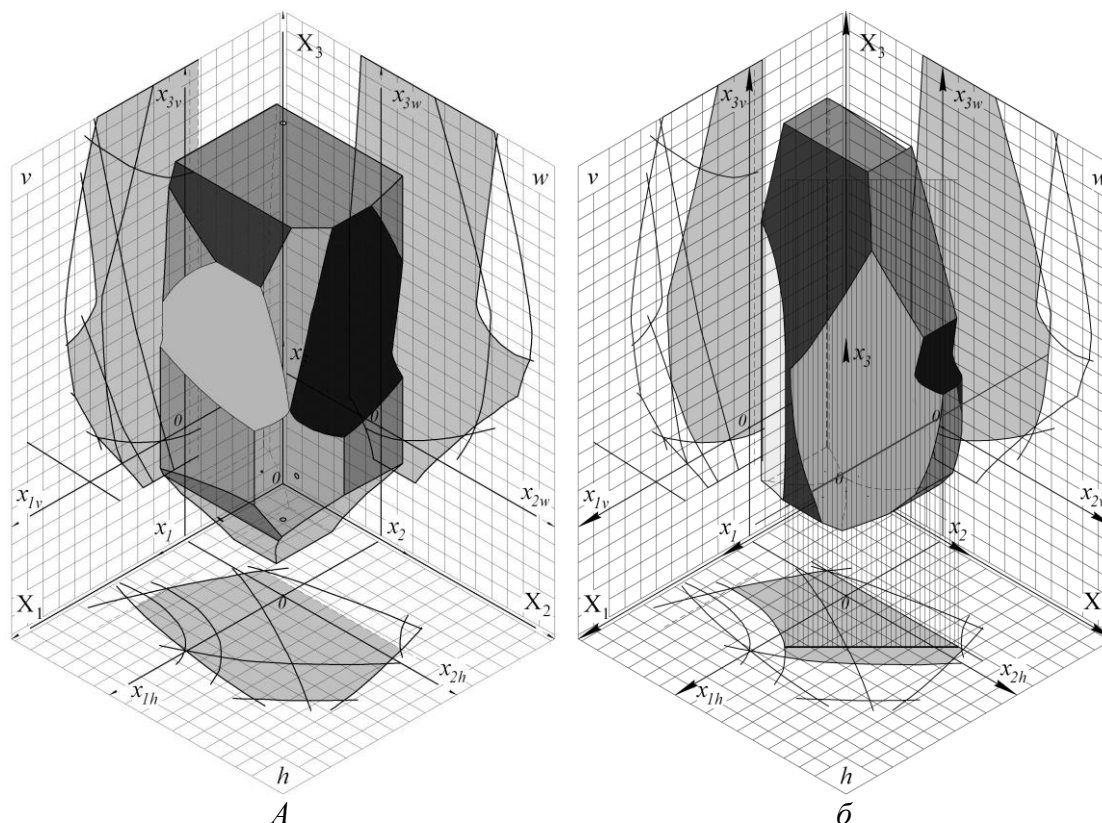 X₃ X₃
x₃ᵥ x₃w x₃ᵥ x₃w
v w v w
x x₃
0 0 0 0
0 0
x₁ᵥ x₂w x₁ᵥ x₂w
x₁ x₂ x₁ x₂
X₁ X₂ X₁ X
0 0
x₁ₕ x₂ₕ x₁ₕ x₂ₕ
h h
А б